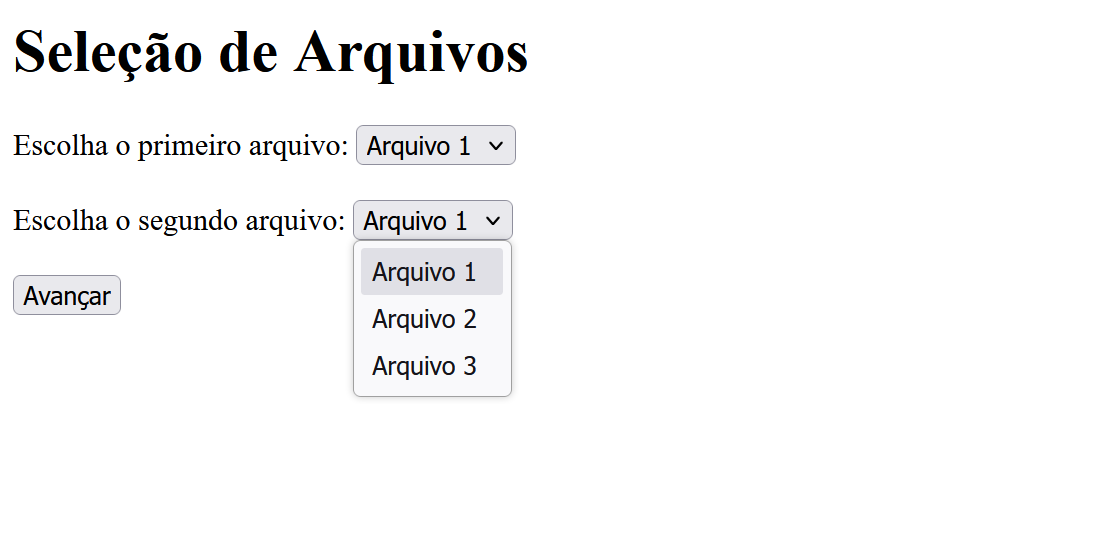 Seleção de Arquivos
Escolha o primeiro arquivo: Arquivo 1
Escolha o segundo arquivo: Arquivo 1
Arquivo 1
Arquivo 2
Arquivo 3
Avançar